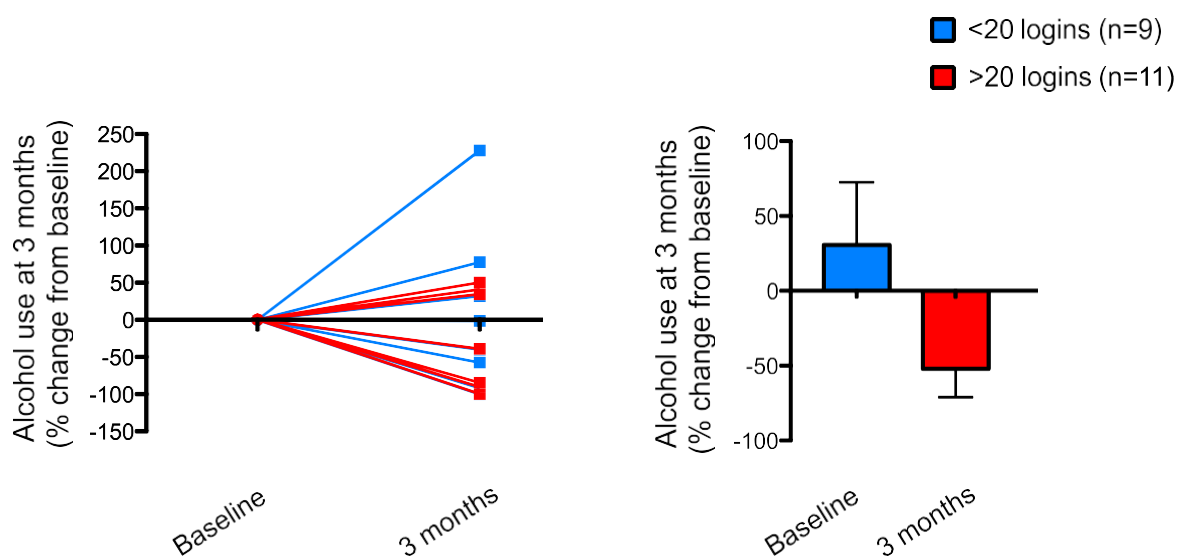 <20 logins (n=9)
>20 logins (n=11)
Alcohol use at 3 months
(% change from baseline)
250
200
150
100
50
0
-50
-100
-150
Baseline
3 months
Alcohol use at 3 months
(% change from baseline)
100
50
0
-50
-100
Baseline
3 months